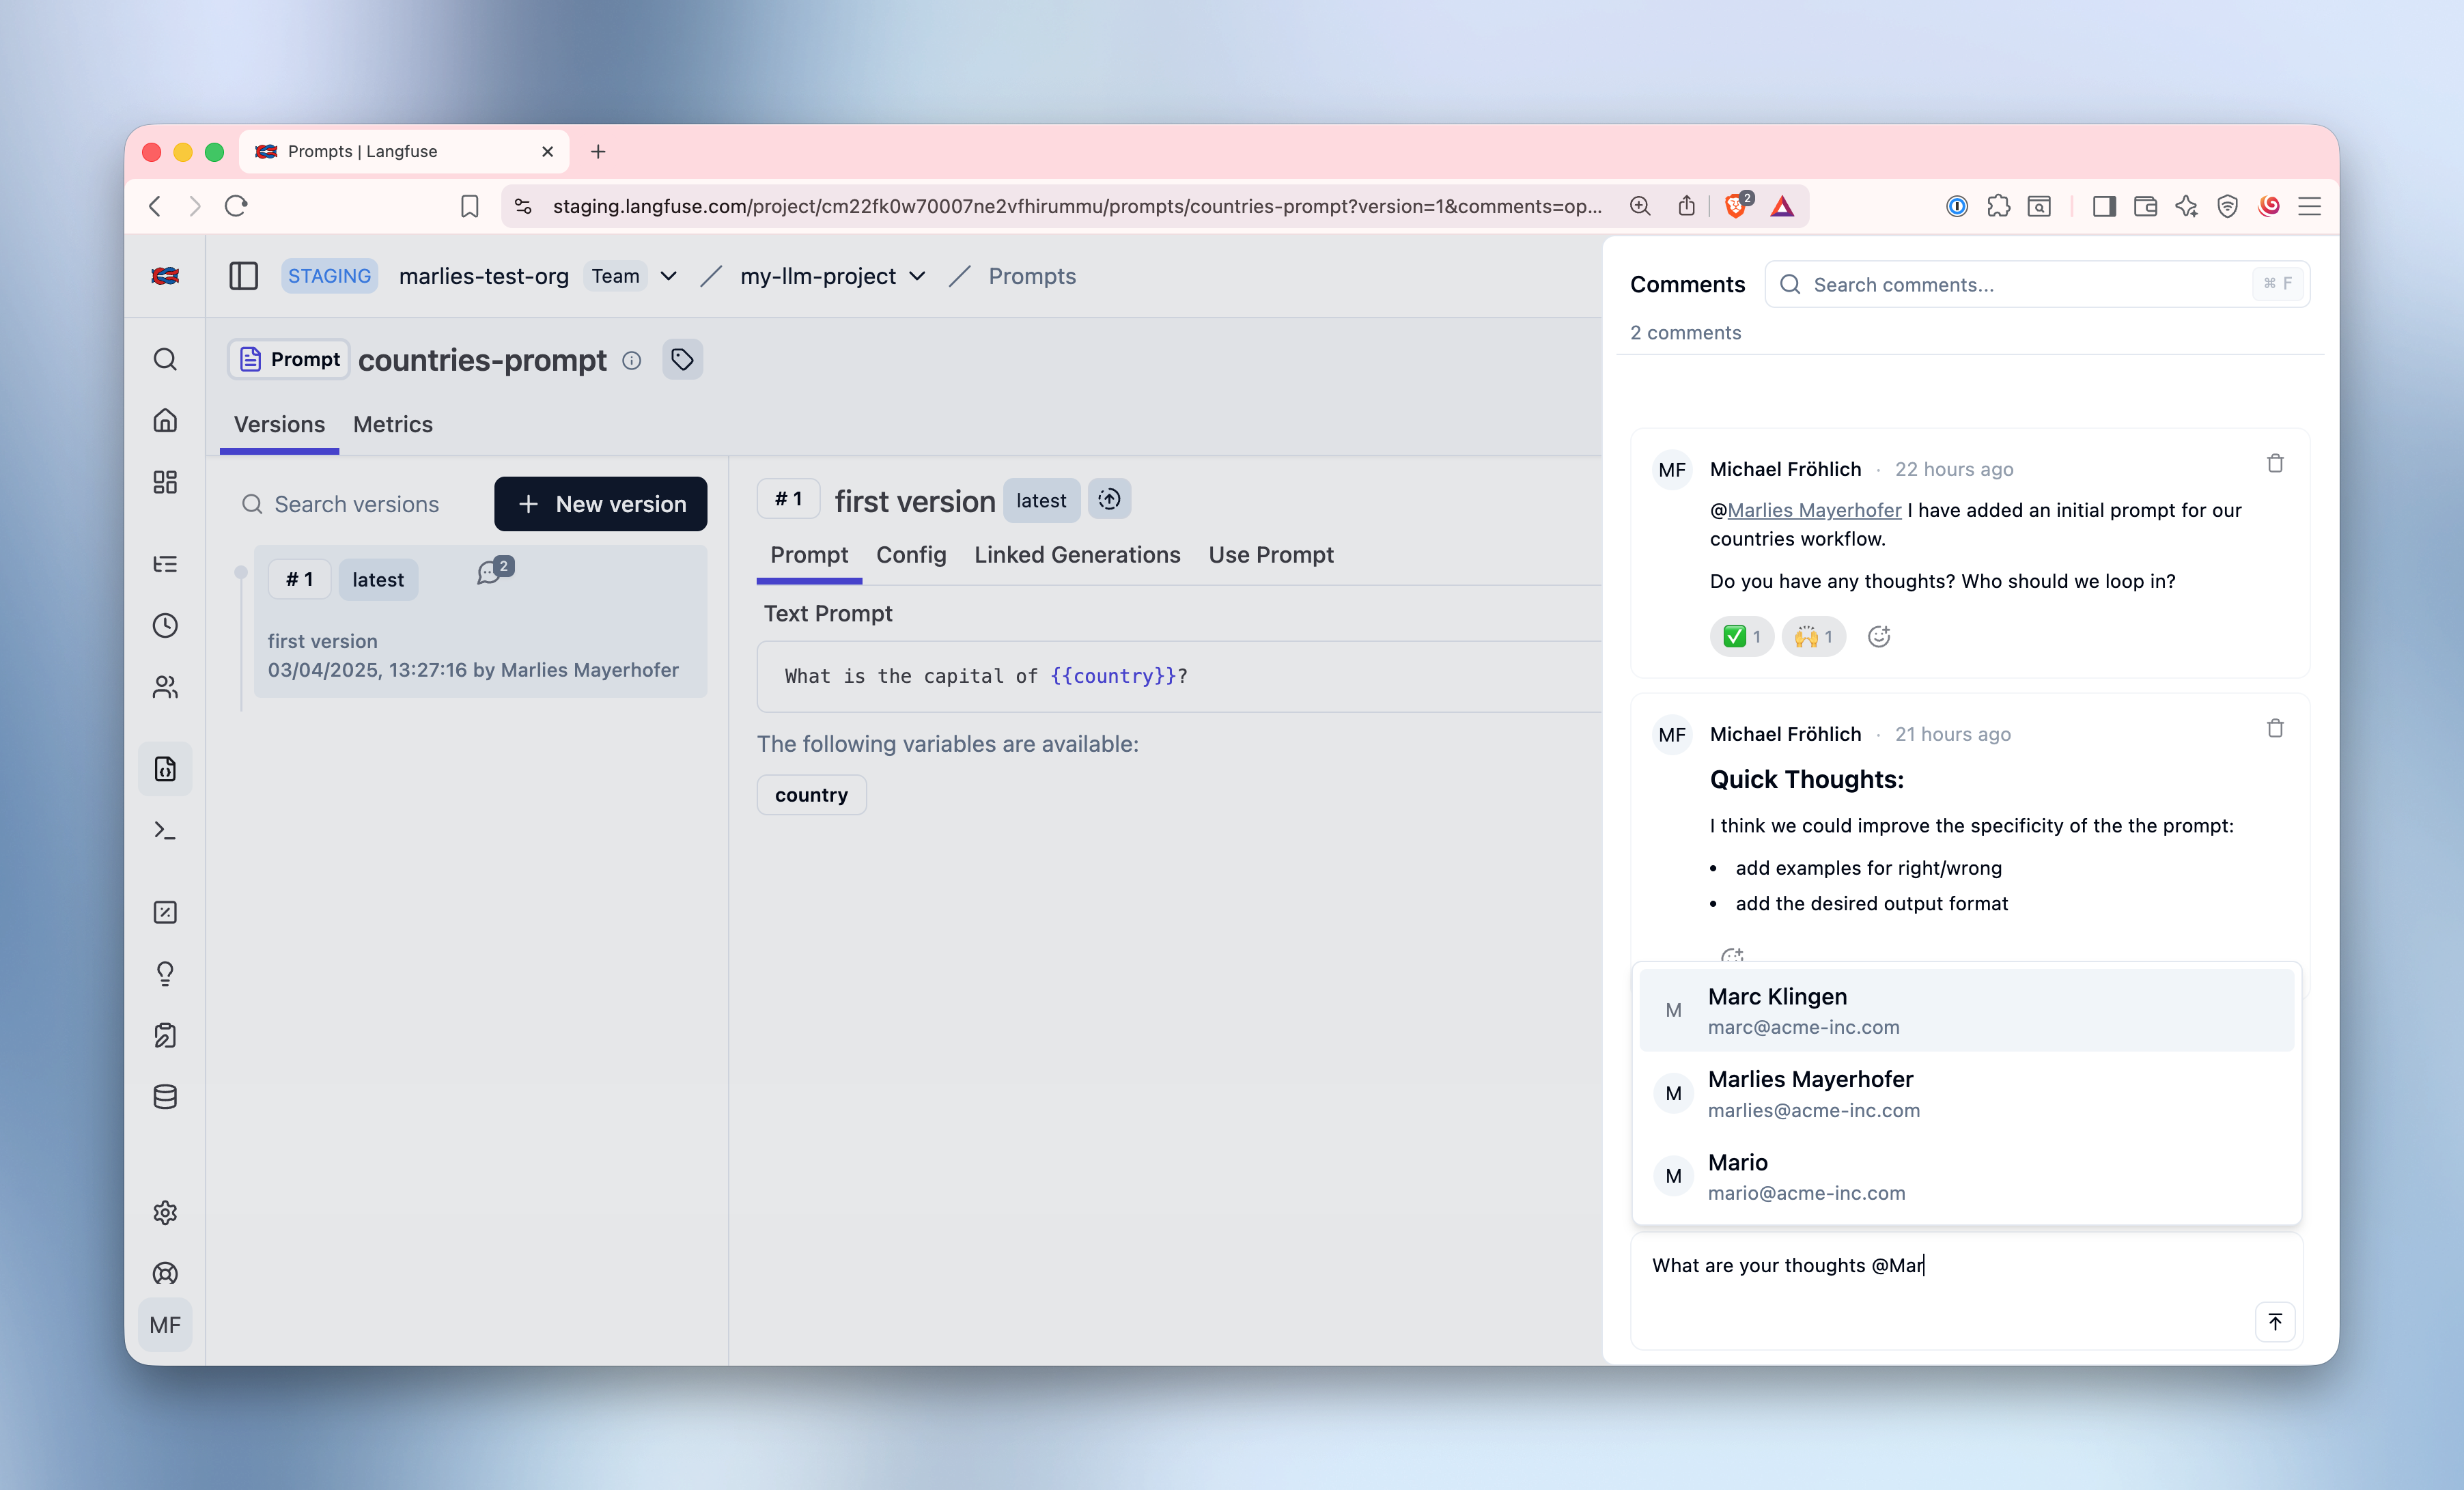 Prompts | Langfuse
staging.langfuse.com/project/cm22fk0w70007ne2vfhirummu/prompts/countries-prompt?version=1&comments=op...
2
STAGING marlies-test-org Team my-llm-project Prompts
Prompt countries-prompt
Versions Metrics
Search versions New version
# 1 latest 2
first version
03/04/2025, 13:27:16 by Marlies Mayerhofer
# 1 first version latest
Prompt Config Linked Generations Use Prompt
Text Prompt
What is the capital of {{country}}?
The following variables are available:
country
MF
Comments Search comments... ⌘ F
2 comments
MF Michael Fröhlich · 22 hours ago
@Marlies Mayerhofer I have added an initial prompt for our
countries workflow.
Do you have any thoughts? Who should we loop in?
✅ 1 🙌 1
MF Michael Fröhlich · 21 hours ago
Quick Thoughts:
I think we could improve the specificity of the the prompt:
• add examples for right/wrong
• add the desired output format
M Marc Klingen
marc@acme-inc.com
M Marlies Mayerhofer
marlies@acme-inc.com
M Mario
mario@acme-inc.com
What are your thoughts @Mar